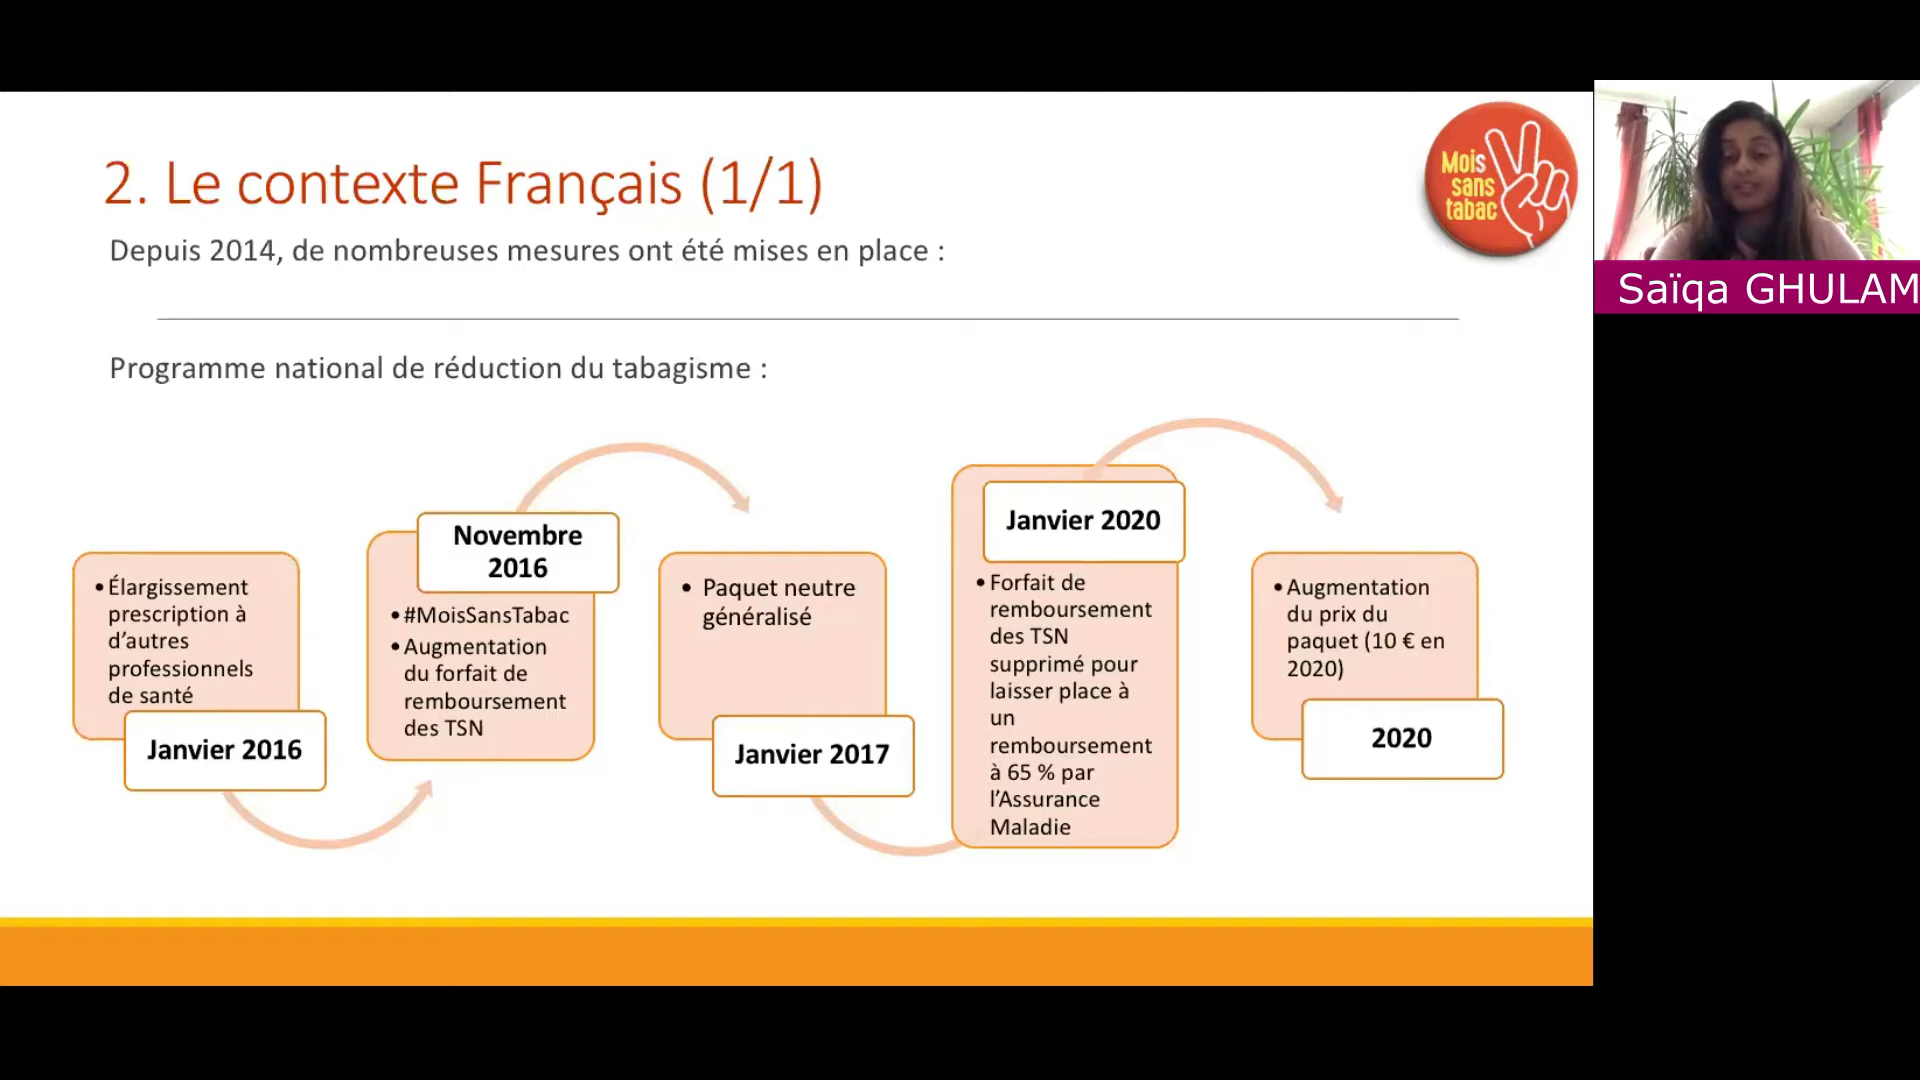 2. Le contexte Français (1/1)
Depuis 2014, de nombreuses mesures ont été mises en place :
Mois
sans
tabac
Saïqa GHULAM
Programme national de réduction du tabagisme :
•Élargissement
prescription à
d’autres
professionnels
de santé
Janvier 2016
Novembre
2016
•#MoisSansTabac
•Augmentation
du forfait de
remboursement
des TSN
• Paquet neutre
généralisé
Janvier 2017
Janvier 2020
•Forfait de
remboursement
des TSN
supprimé pour
laisser place à
un
remboursement
à 65 % par
l’Assurance
Maladie
•Augmentation
du prix du
paquet (10 € en
2020)
2020